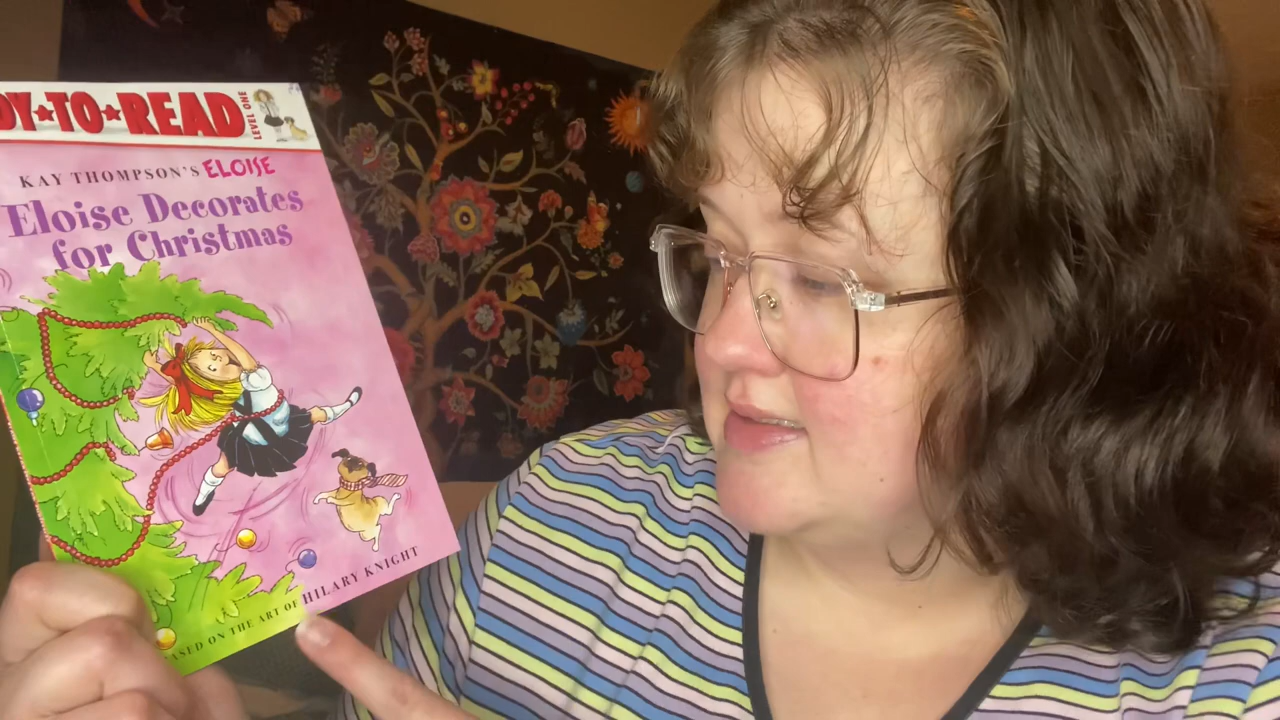 DY★TO★READ
LEVEL ONE
KAY THOMPSON'S ELOISE
Eloise Decorates
for Christmas
ASED ON THE ART OF HILARY KNIGHT